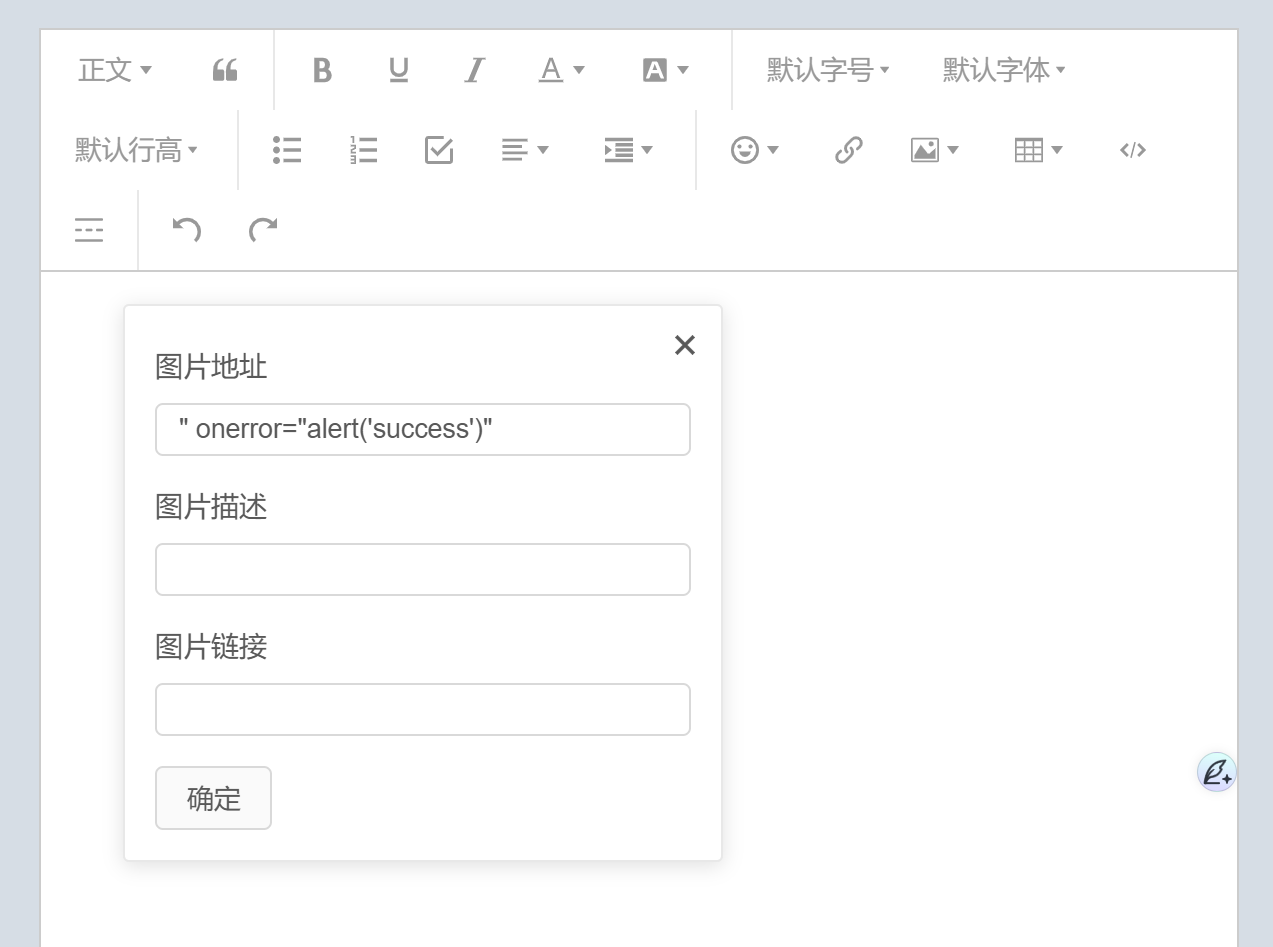 正文
B U I A A
默认字号 默认字体
默认行高
图片地址
" onerror="alert('success')"
图片描述
图片链接
确定